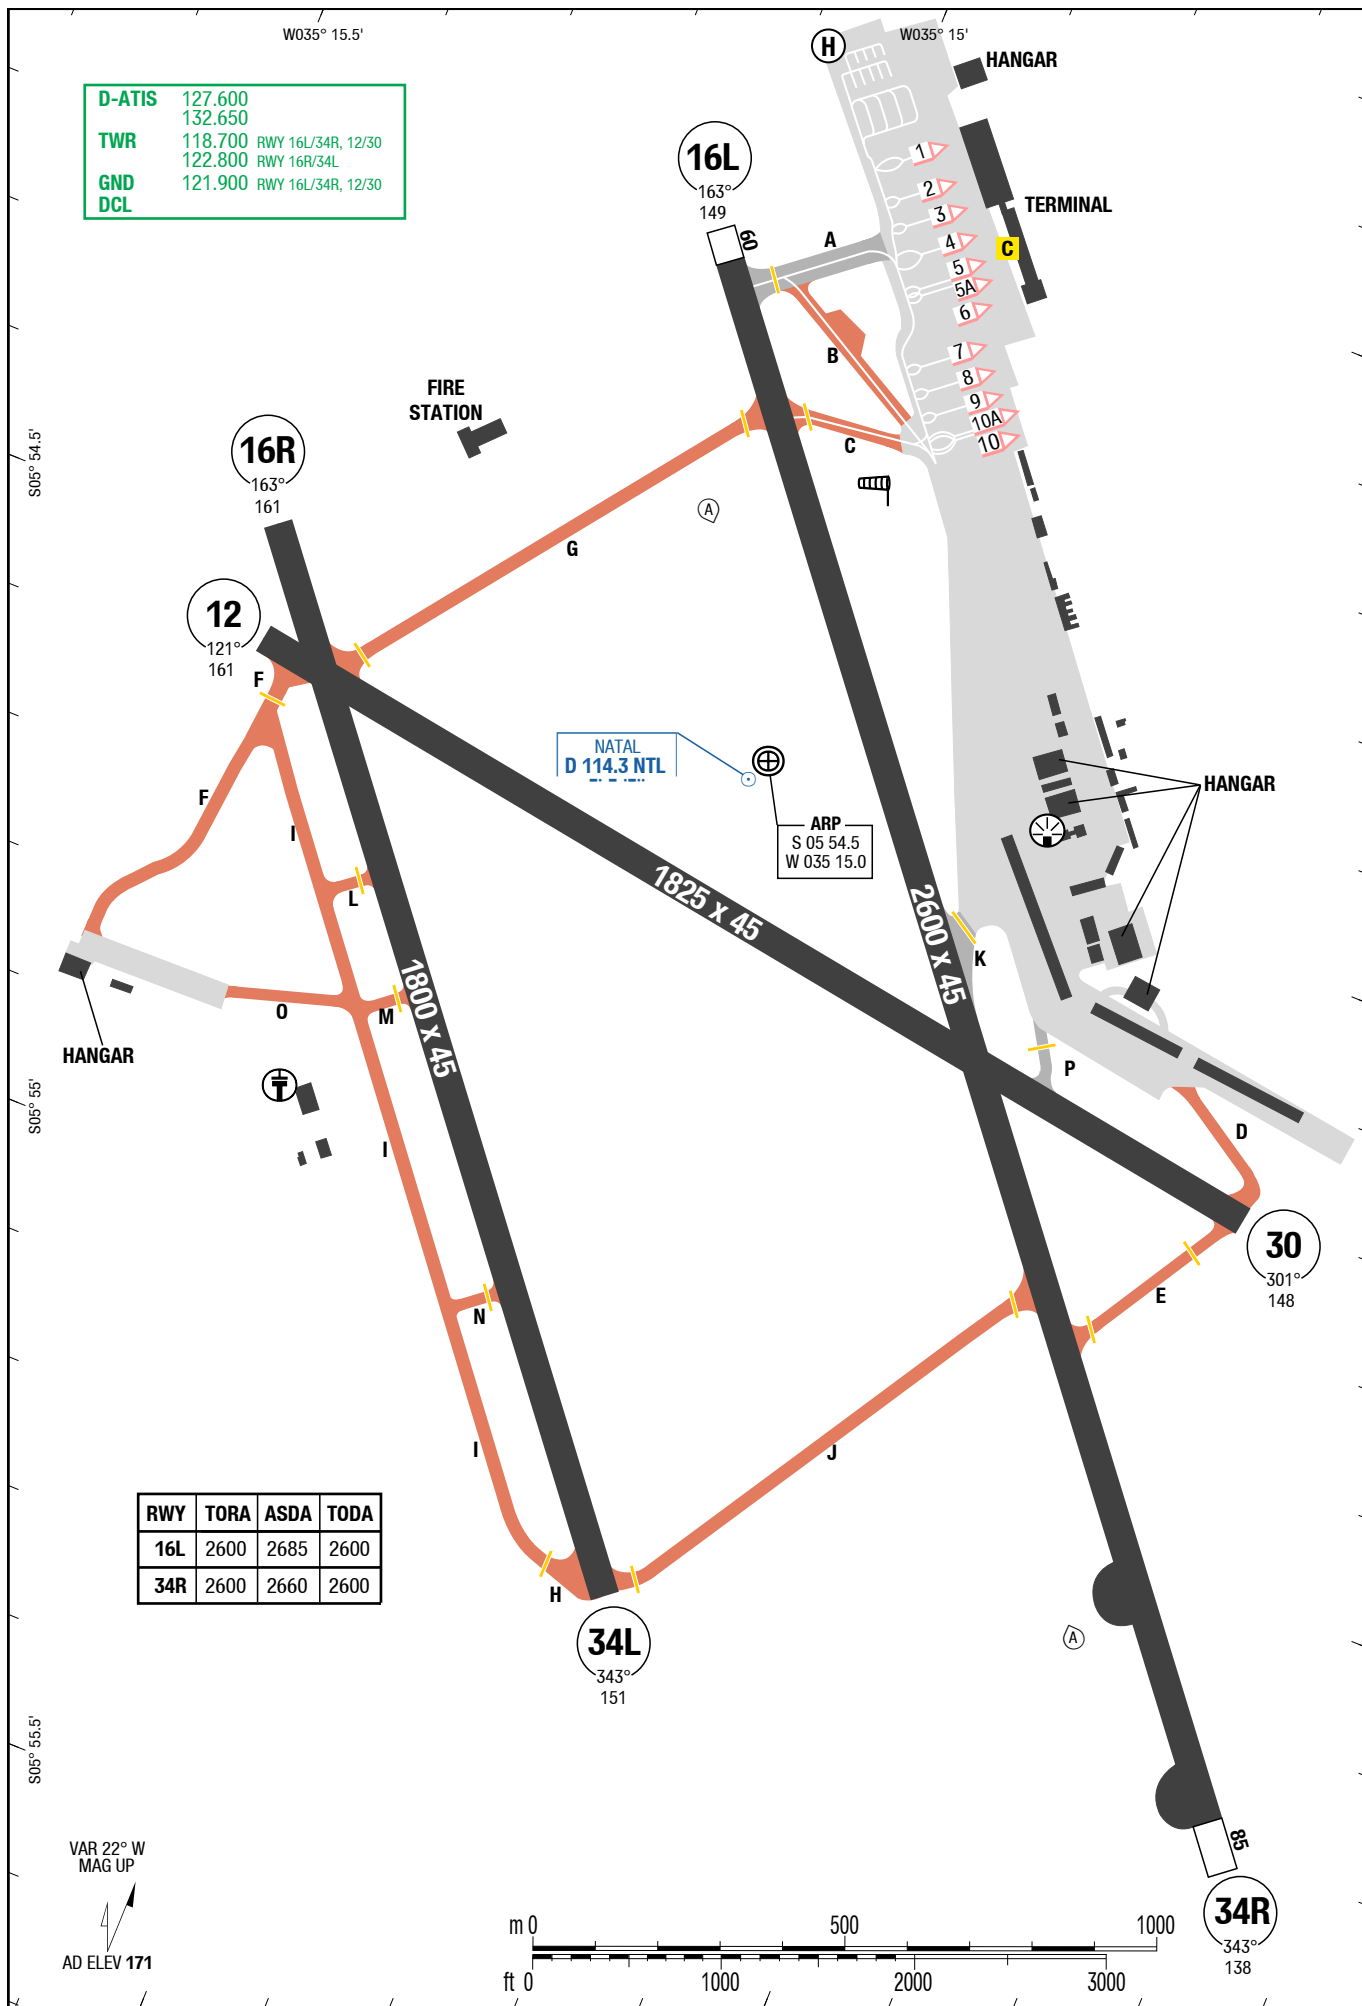 W035° 15.5'
W035° 15'
H
HANGAR
D-ATIS 127.600
132.650
TWR 118.700 RWY 16L/34R, 12/30
122.800 RWY 16R/34L
GND 121.900 RWY 16L/34R, 12/30
DCL
16L
163°
149
60
1
2
3
4
5
5A
6
7
8
9
10A
10
TERMINAL
C
A
B
C
FIRE
STATION
S05° 54.5'
16R
163°
161
A
G
12
121°
161
F
F
I
NATAL
D 114.3 NTL
ARP
S 05 54.5
W 035 15.0
HANGAR
L
1825 x 45
2600 x 45
K
1800 x 45
O
M
HANGAR
P
S05° 55'
I
D
30
301°
148
E
N
I
J
RWY TORA ASDA TODA
16L 2600 2685 2600
34R 2600 2660 2600
H
34L
343°
151
A
S05° 55.5'
85
VAR 22° W
MAG UP
AD ELEV 171
34R
343°
138
m 0 500 1000
ft 0 1000 2000 3000